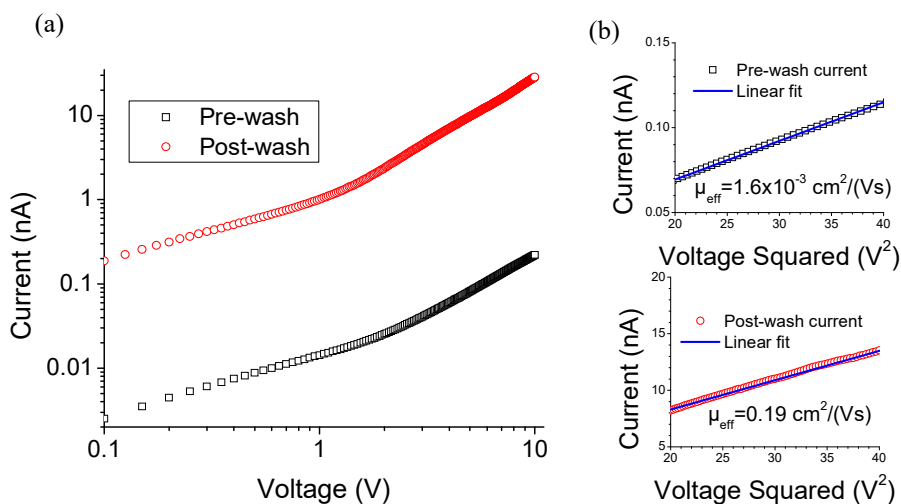 (a)
Current (nA)
10
1
0.1
0.01
Pre-wash
Post-wash
0.1
1
10
Voltage (V)
(b)
Current (nA)
0.15
0.10
0.05
Pre-wash current
Linear fit
μeff=1.6x10⁻³ cm²/(Vs)
20 25 30 35 40
Voltage Squared (V²)
Current (nA)
20
15
10
5
Post-wash current
Linear fit
μeff=0.19 cm²/(Vs)
20 25 30 35 40
Voltage Squared (V²)